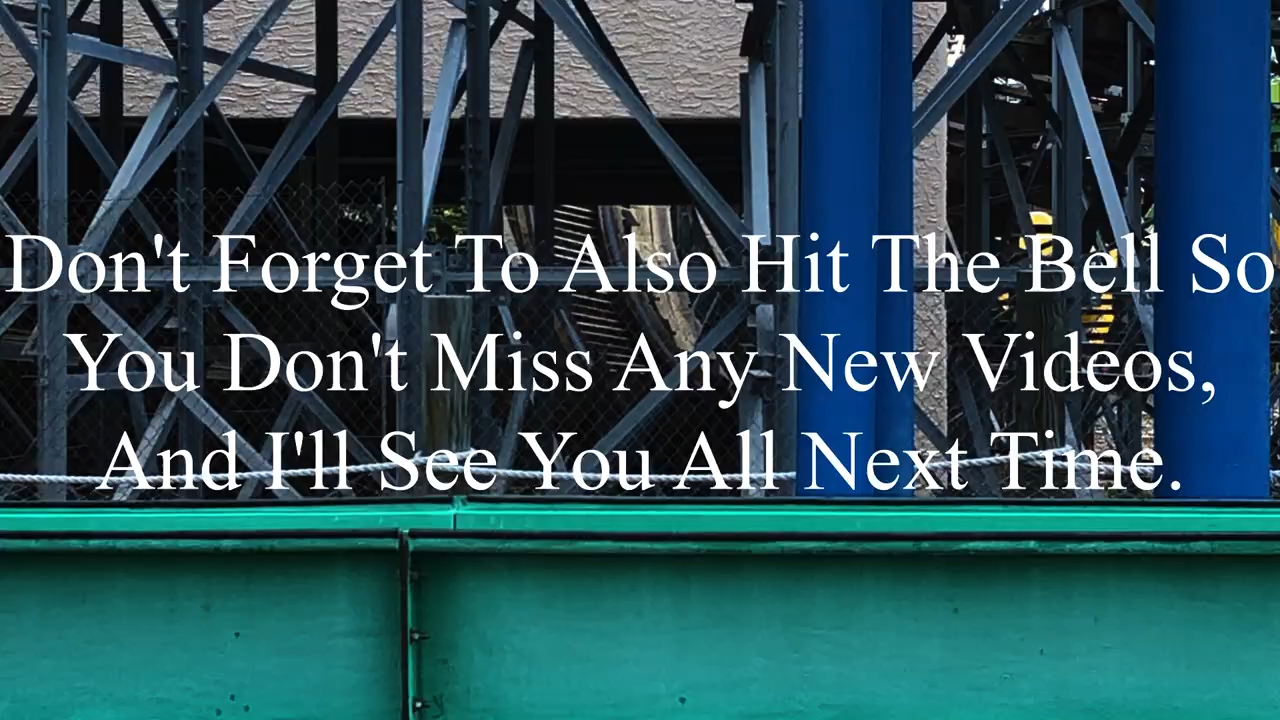 Don't Forget To Also Hit The Bell So
You Don't Miss Any New Videos,
And I'll See You All Next Time.